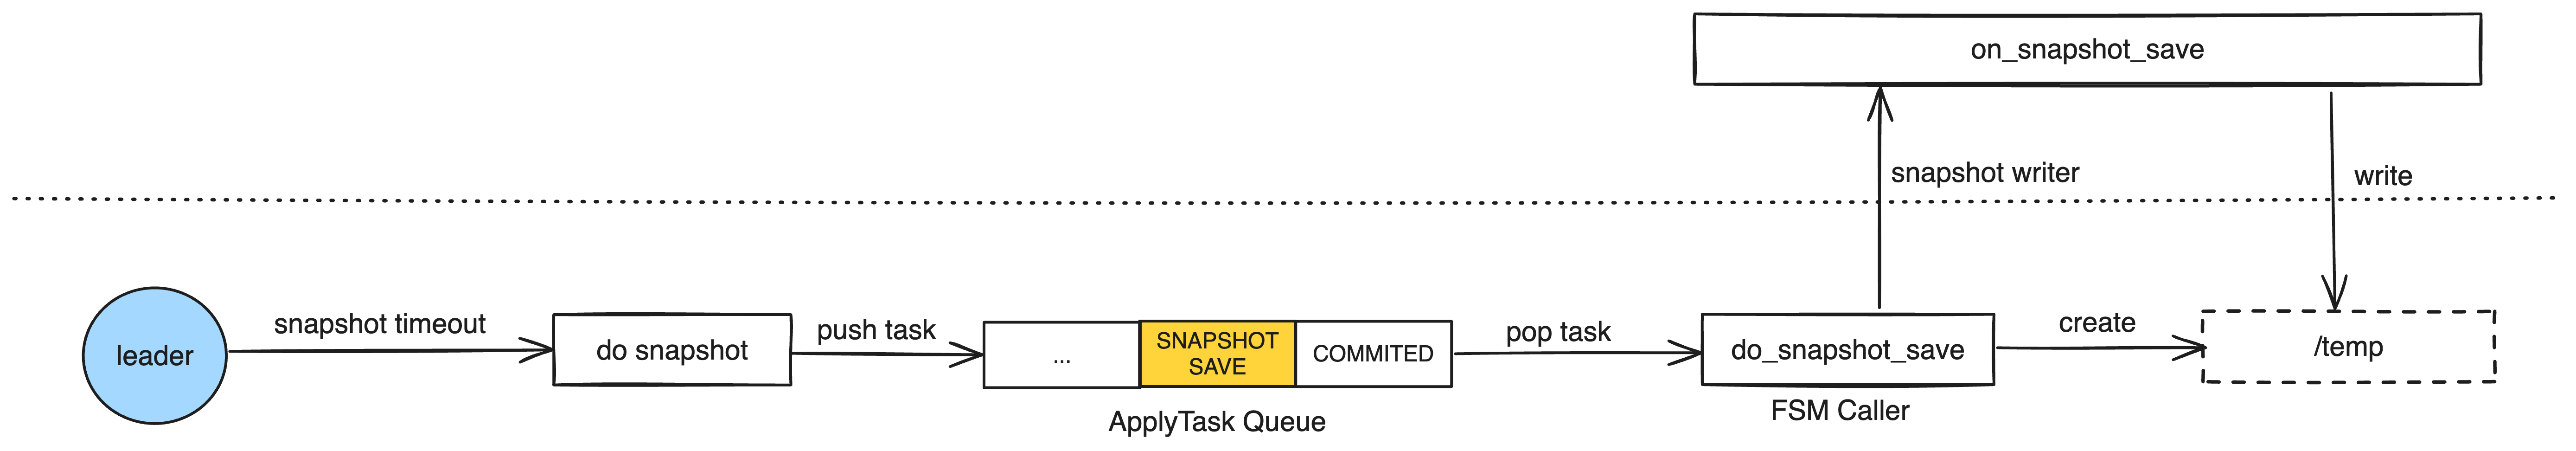 on_snapshot_save
snapshot writer
write
leader
snapshot timeout
do snapshot
push task
...
SNAPSHOT
SAVE
COMMITED
ApplyTask Queue
pop task
do_snapshot_save
FSM Caller
create
/temp